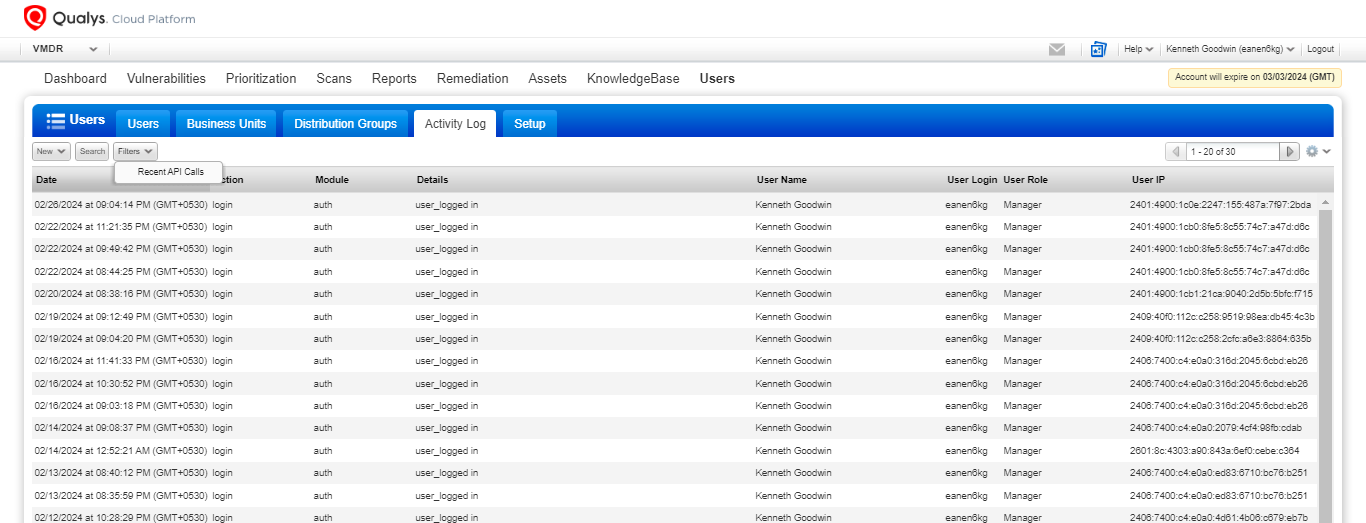 Qualys. Cloud Platform
VMDR Help Kenneth Goodwin (eanen6kg) Logout
Dashboard Vulnerabilities Prioritization Scans Reports Remediation Assets KnowledgeBase Users Account will expire on 03/03/2024 (GMT)
Users Users Business Units Distribution Groups Activity Log Setup
New Search Filters 1 - 20 of 30
Recent API Calls
Date ction Module Details User Name User Login User Role User IP
02/26/2024 at 09:04:14 PM (GMT+0530) login auth user_logged in Kenneth Goodwin eanen6kg Manager 2401:4900:1c0e:2247:155:487a:7f97:2bda
02/22/2024 at 11:21:35 PM (GMT+0530) login auth user_logged in Kenneth Goodwin eanen6kg Manager 2401:4900:1cb0:8fe5:8c55:74c7:a47d:d6c
02/22/2024 at 09:49:42 PM (GMT+0530) login auth user_logged in Kenneth Goodwin eanen6kg Manager 2401:4900:1cb0:8fe5:8c55:74c7:a47d:d6c
02/22/2024 at 08:44:25 PM (GMT+0530) login auth user_logged in Kenneth Goodwin eanen6kg Manager 2401:4900:1cb0:8fe5:8c55:74c7:a47d:d6c
02/20/2024 at 08:38:16 PM (GMT+0530) login auth user_logged in Kenneth Goodwin eanen6kg Manager 2401:4900:1cb1:21ca:9040:2d5b:5bfc:f715
02/19/2024 at 09:12:49 PM (GMT+0530) login auth user_logged in Kenneth Goodwin eanen6kg Manager 2409:40f0:112c:c258:9519:98ea:db45:4c3b
02/19/2024 at 09:04:20 PM (GMT+0530) login auth user_logged in Kenneth Goodwin eanen6kg Manager 2409:40f0:112c:c258:2cfc:a6e3:8864:635b
02/16/2024 at 11:41:33 PM (GMT+0530) login auth user_logged in Kenneth Goodwin eanen6kg Manager 2406:7400:c4:e0a0:316d:2045:6cbd:eb26
02/16/2024 at 10:30:52 PM (GMT+0530) login auth user_logged in Kenneth Goodwin eanen6kg Manager 2406:7400:c4:e0a0:316d:2045:6cbd:eb26
02/16/2024 at 09:03:18 PM (GMT+0530) login auth user_logged in Kenneth Goodwin eanen6kg Manager 2406:7400:c4:e0a0:316d:2045:6cbd:eb26
02/14/2024 at 09:08:37 PM (GMT+0530) login auth user_logged in Kenneth Goodwin eanen6kg Manager 2406:7400:c4:e0a0:2079:4cf4:98fb:cdab
02/14/2024 at 12:52:21 AM (GMT+0530) login auth user_logged in Kenneth Goodwin eanen6kg Manager 2601:8c:4303:a90:843a:6ef0:cebe:c364
02/13/2024 at 08:40:12 PM (GMT+0530) login auth user_logged in Kenneth Goodwin eanen6kg Manager 2406:7400:c4:e0a0:ed83:6710:bc76:b251
02/13/2024 at 08:35:59 PM (GMT+0530) login auth user_logged in Kenneth Goodwin eanen6kg Manager 2406:7400:c4:e0a0:ed83:6710:bc76:b251
02/12/2024 at 10:28:29 PM (GMT+0530) login auth user_logged in Kenneth Goodwin eanen6kg Manager 2406:7400:c4:e0a0:4d61:4b06:c679:eb7b